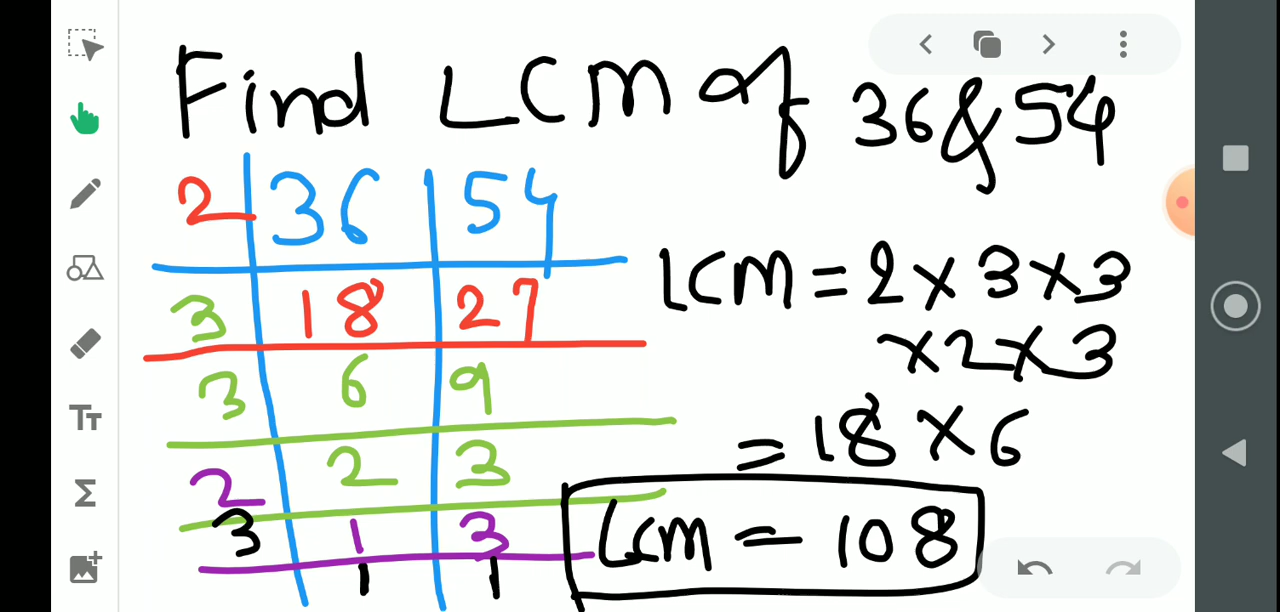 Find LCM of 36 & 54
2 36 54
3 18 27
3 6 9
2 2 3
3 1 3
1 1
LCM = 2 × 3 × 3
× 2 × 3
= 18 × 6
LCM = 108
Tт
Σ